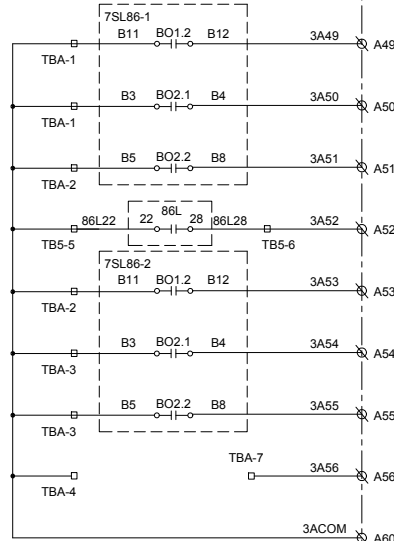 7SL86-1
B11 BO1.2 B12 3A49 A49
TBA-1
B3 BO2.1 B4 3A50 A50
TBA-1
B5 BO2.2 B8 3A51 A51
TBA-2
86L
86L22 22 28 86L28 3A52 A52
TB5-5 TB5-6
7SL86-2
B11 BO1.2 B12 3A53 A53
TBA-2
B3 BO2.1 B4 3A54 A54
TBA-3
B5 BO2.2 B8 3A55 A55
TBA-3
TBA-7 3A56 A56
TBA-4
3ACOM A60